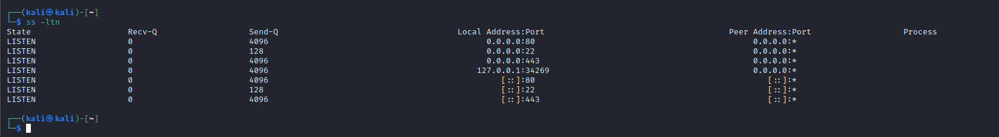 ┌──(kali㉿kali)-[~]
└─$ ss -ltn
State Recv-Q Send-Q Local Address:Port Peer Address:Port Process
LISTEN 0 4096 0.0.0.0:80 0.0.0.0:*
LISTEN 0 128 0.0.0.0:22 0.0.0.0:*
LISTEN 0 4096 0.0.0.0:443 0.0.0.0:*
LISTEN 0 4096 127.0.0.1:34269 0.0.0.0:*
LISTEN 0 4096 [::]:80 [::]:*
LISTEN 0 128 [::]:22 [::]:*
LISTEN 0 4096 [::]:443 [::]:*
┌──(kali㉿kali)-[~]
└─$